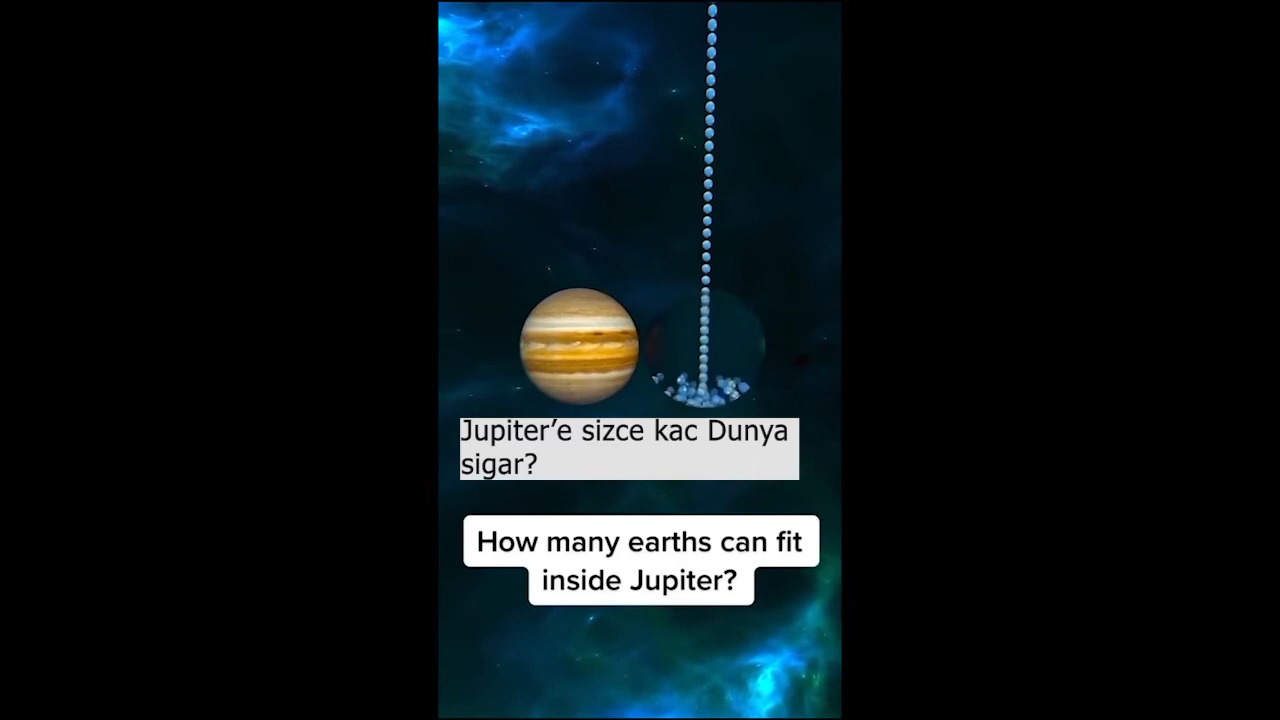 Jupiter’e sizce kac Dunya
sigar?
How many earths can fit
inside Jupiter?